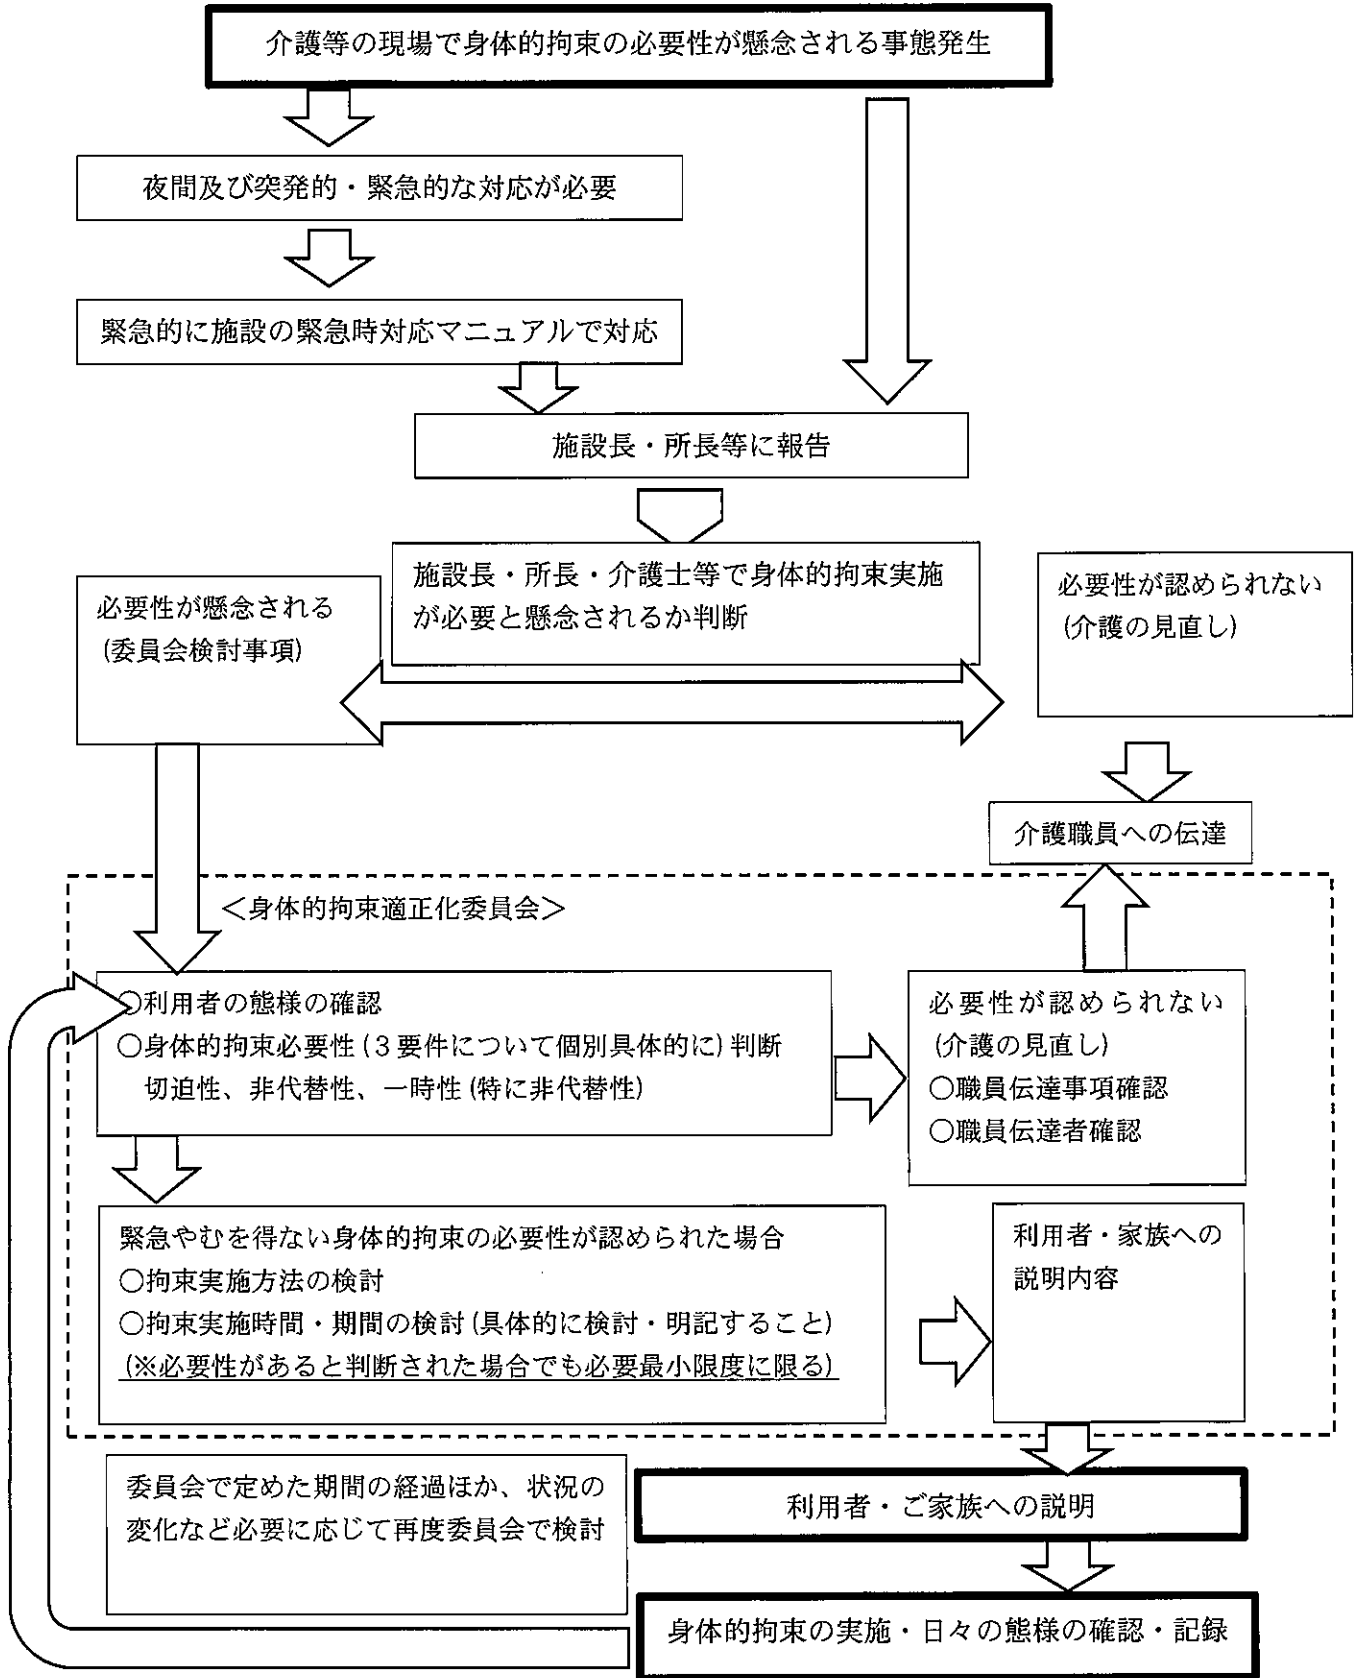 介護等の現場で身体的拘束の必要性が懸念される事態発生
夜間及び突発的・緊急的な対応が必要
緊急的に施設の緊急時対応マニュアルで対応
施設長・所長等に報告
施設長・所長・介護士等で身体的拘束実施
が必要と懸念されるか判断
必要性が懸念される
(委員会検討事項)
必要性が認められない
(介護の見直し)
介護職員への伝達
＜身体的拘束適正化委員会＞
○利用者の態様の確認
○身体的拘束必要性(3要件について個別具体的に)判断
切迫性、非代替性、一時性(特に非代替性)
必要性が認められない
(介護の見直し)
○職員伝達事項確認
○職員伝達者確認
緊急やむを得ない身体的拘束の必要性が認められた場合
○拘束実施方法の検討
○拘束実施時間・期間の検討(具体的に検討・明記すること)
(※必要性があると判断された場合でも必要最小限度に限る)
利用者・家族への
説明内容
委員会で定めた期間の経過ほか、状況の
変化など必要に応じて再度委員会で検討
利用者・ご家族への説明
身体的拘束の実施・日々の態様の確認・記録